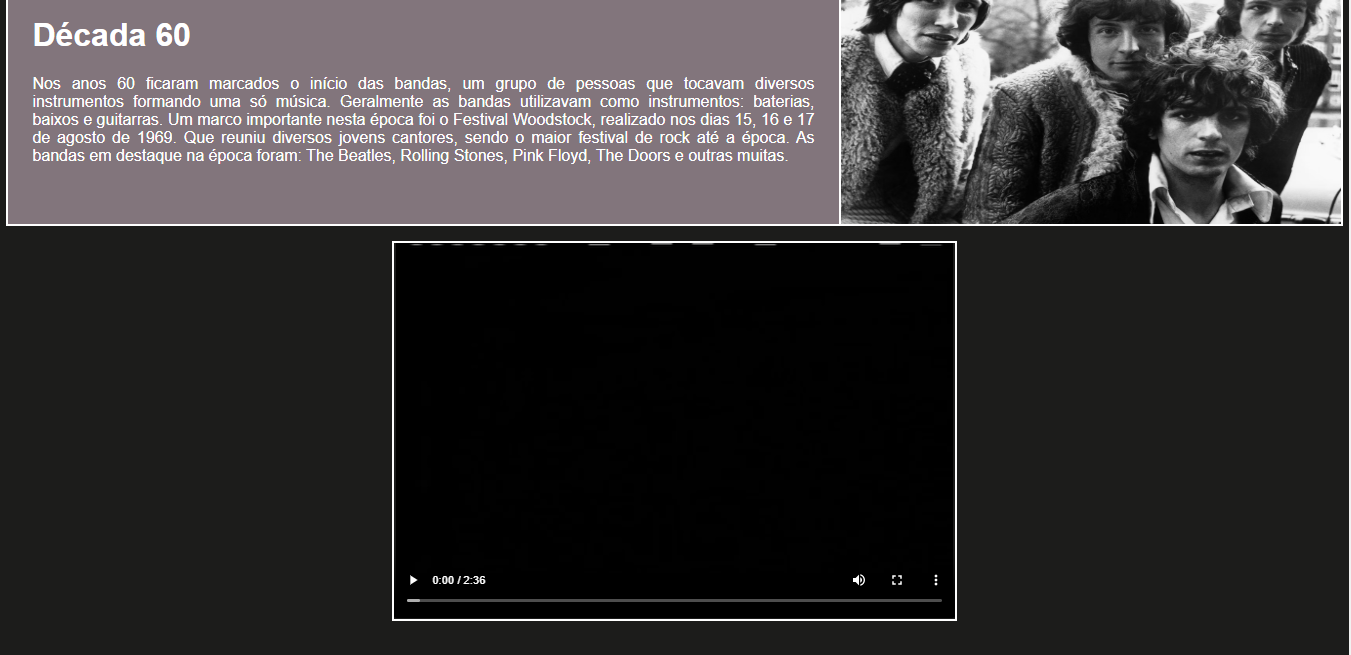 Década 60
Nos anos 60 ficaram marcados o início das bandas, um grupo de pessoas que tocavam diversos
instrumentos formando uma só música. Geralmente as bandas utilizavam como instrumentos: baterias,
baixos e guitarras. Um marco importante nesta época foi o Festival Woodstock, realizado nos dias 15, 16 e 17
de agosto de 1969. Que reuniu diversos jovens cantores, sendo o maior festival de rock até a época. As
bandas em destaque na época foram: The Beatles, Rolling Stones, Pink Floyd, The Doors e outras muitas.
0:00 / 2:36